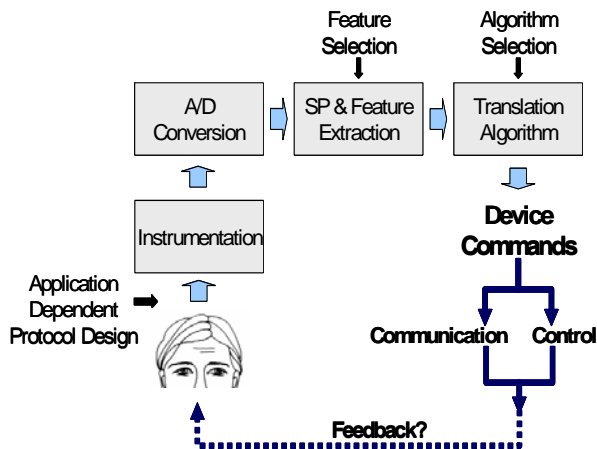 Feature
Selection
Algorithm
Selection
A/D
Conversion
SP & Feature
Extraction
Translation
Algorithm
Instrumentation
Device
Commands
Application
Dependent
Protocol Design
Communication
Control
Feedback?